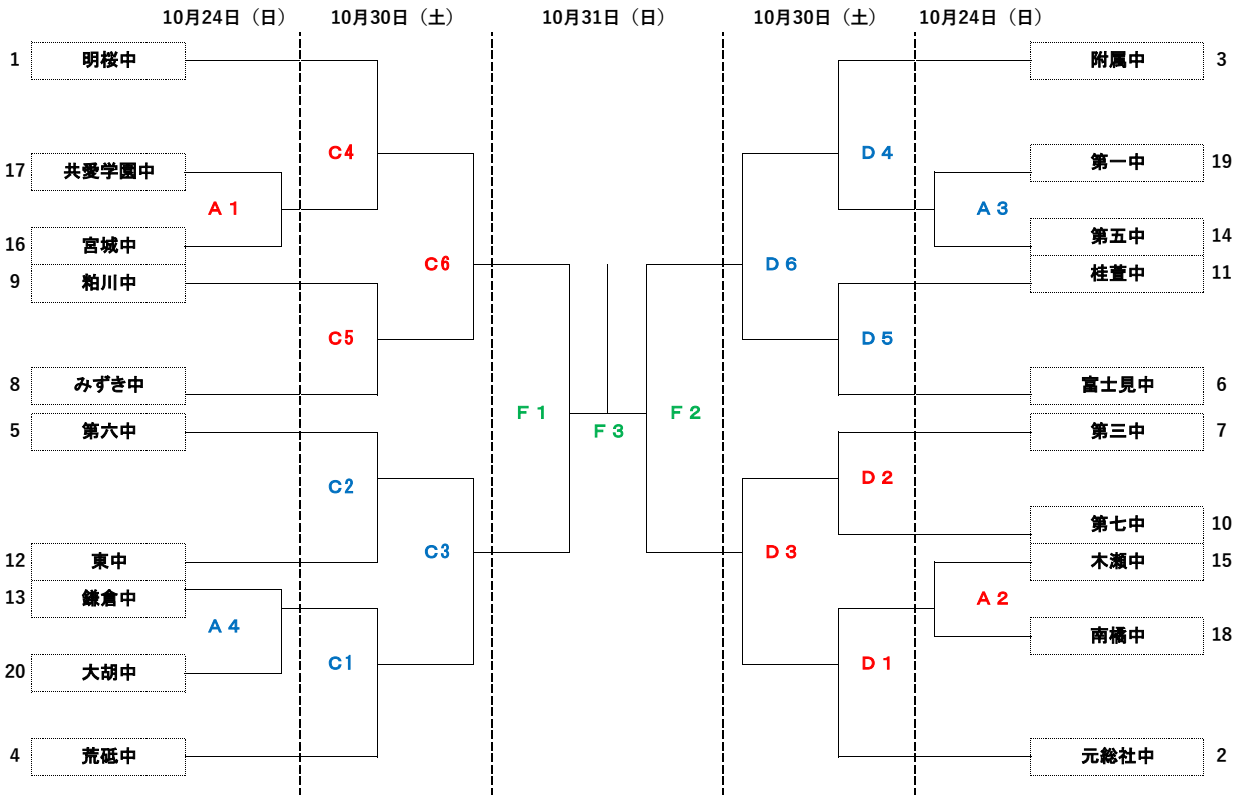 10月24日（日） 10月30日（土） 10月31日（日） 10月30日（土） 10月24日（日）
1 明桜中 附属中 3
C4 D４
17 共愛学園中 第一中 19
A１ A３
16 宮城中 第五中 14
C6 D６
9 粕川中 桂萱中 11
C5 D５
8 みずき中 富士見中 6
F１ F２
5 第六中 F３ 第三中 7
C2 D２
第七中 10
C3 D３
12 東中 木瀬中 15
13 鎌倉中 A２
A４ 南橘中 18
C1 D１
20 大胡中
4 荒砥中 元総社中 2